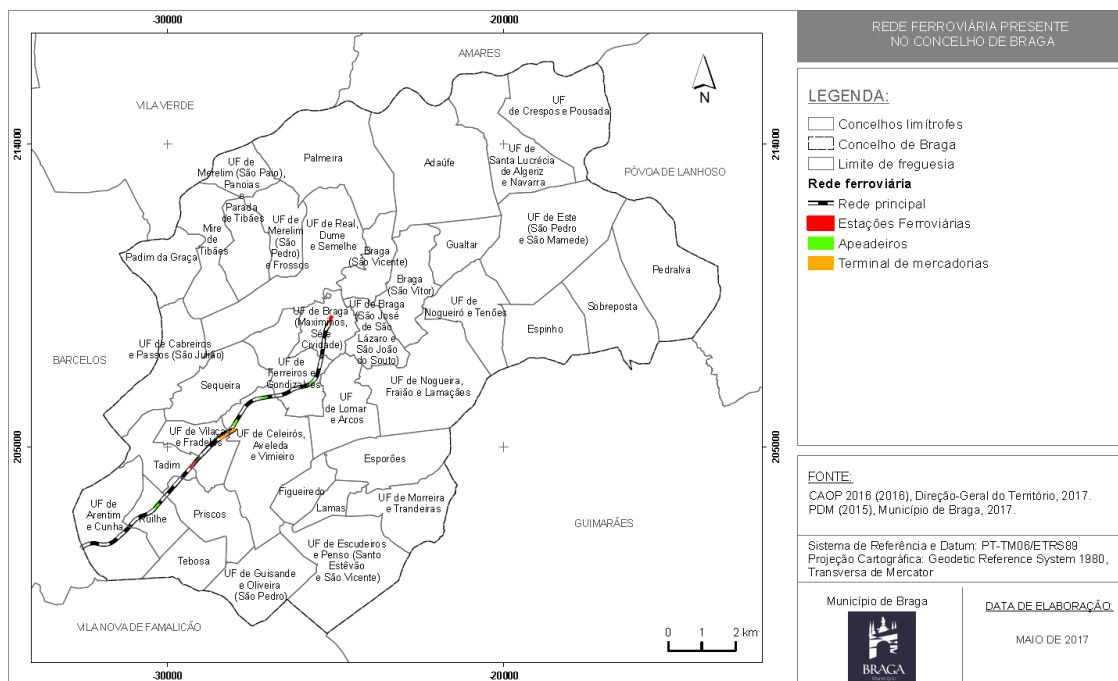 -30000
-20000
REDE FERROVIÁRIA PRESENTE
NO CONCELHO DE BRAGA
AMARES
VILA VERDE
N
UF
de Crespos e Pousada
214000
214000
UF de
Merelim (São Paio),
Panoias
e
Parada
de Tibães
Palmeira
Adaúfe
UF de
Santa Lucrécia
de Algeriz
e Navarra
PÓVOA DE LANHOSO
Mire
de
Tibães
UF de
Merelim
(São
Pedro)
e Frossos
UF de Real,
Dume
e Semelhe
UF de Este
(São Pedro
e São Mamede)
Padim da Graça
Braga
(São Vicente)
Gualtar
Pedralva
Braga
(São Vítor)
UF de
Nogueiró e Tenões
Sobreposta
Espinho
UF de Braga
(Maximinos,
Sé e
Cividade)
UF de Braga
(São José
de São
Lázaro e
São João
do Souto)
BARCELOS
UF de Cabreiros
e Passos (São Julião)
Sequeira
UF de
Ferreiros e
Gondizalves
UF de Nogueira,
Fraião e Lamaçães
UF
de Lomar
e Arcos
UF de Vilaça
e Fradelos
UF de Celeirós,
Aveleda
e Vimieiro
205000
205000
Tadim
Esporões
UF de
Arentim
e Cunha
Ruilhe
Priscos
Figueiredo
Lamas
UF de Morreira
e Trandeiras
GUIMARÃES
Tebosa
UF de Guisande
e Oliveira
(São Pedro)
UF de Escudeiros
e Penso (Santo
Estêvão
e São Vicente)
VILA NOVA DE FAMALICÃO
0 1 2 km
-30000
-20000
LEGENDA:
Concelhos limítrofes
Concelho de Braga
Limite de freguesia
Rede ferroviária
Rede principal
Estações Ferroviárias
Apeadeiros
Terminal de mercadorias
FONTE:
CAOP 2016 (2016), Direção-Geral do Território, 2017.
PDM (2015), Município de Braga, 2017.
Sistema de Referência e Datum: PT-TM06/ETRS89
Projeção Cartográfica: Geodetic Reference System 1980,
Transversa de Mercator
Município de Braga
BRAGA
Município
DATA DE ELABORAÇÃO:
MAIO DE 2017